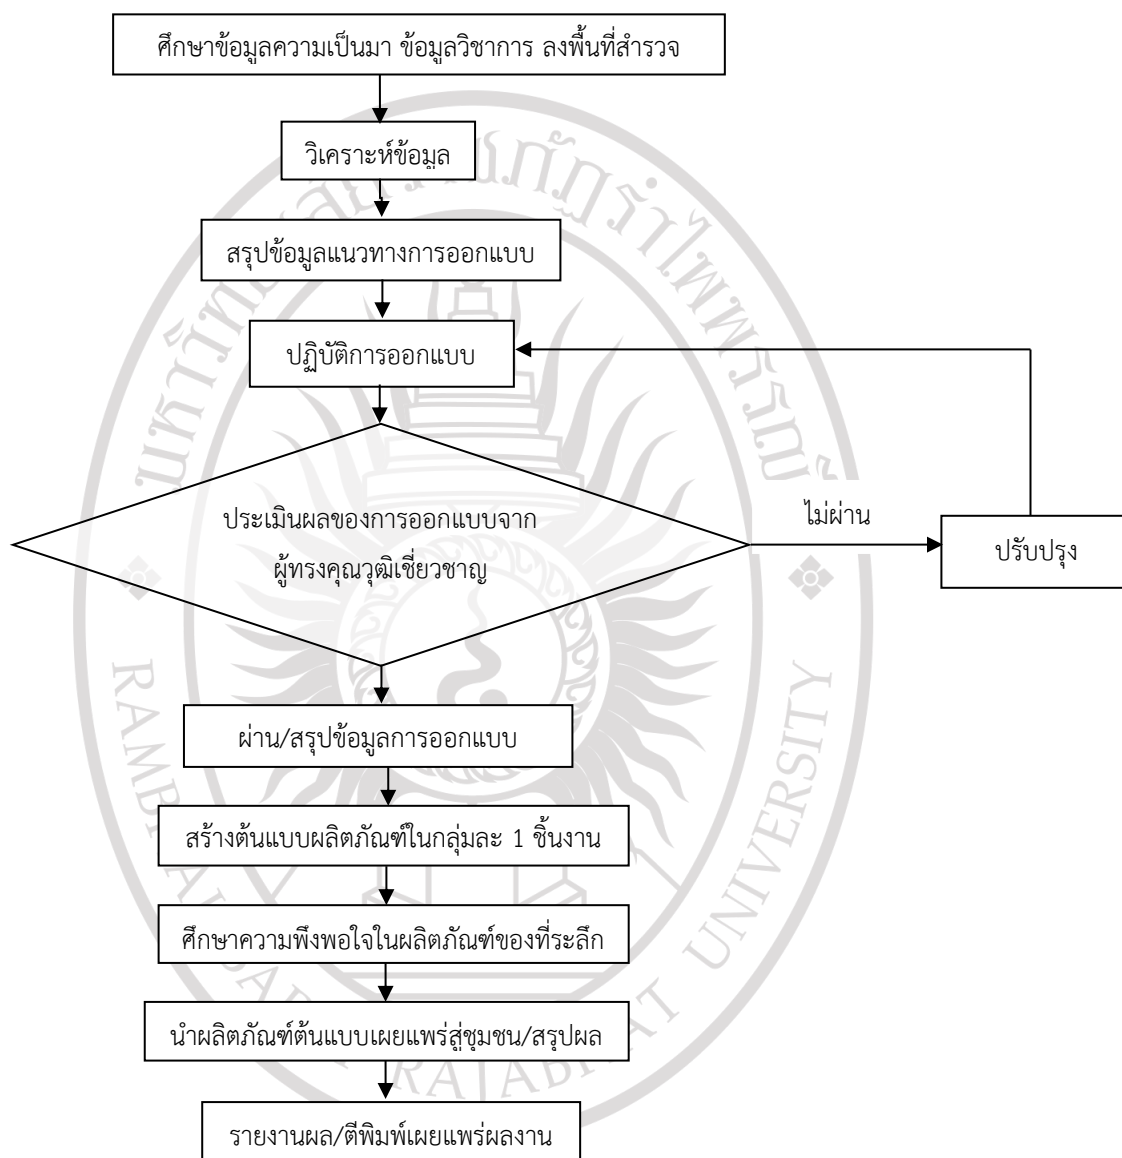 ศึกษาข้อมูลความเป็นมา ข้อมูลวิชาการ ลงพื้นที่สำรวจ
วิเคราะห์ข้อมูล
สรุปข้อมูลแนวทางการออกแบบ
ปฏิบัติการออกแบบ
ประเมินผลของการออกแบบจาก
ผู้ทรงคุณวุฒิเชี่ยวชาญ
ไม่ผ่าน
ปรับปรุง
ผ่าน/สรุปข้อมูลการออกแบบ
สร้างต้นแบบผลิตภัณฑ์ในกลุ่มละ 1 ชิ้นงาน
ศึกษาความพึงพอใจในผลิตภัณฑ์ของที่ระลึก
นำผลิตภัณฑ์ต้นแบบเผยแพร่สู่ชุมชน/สรุปผล
รายงานผล/ตีพิมพ์เผยแพร่ผลงาน